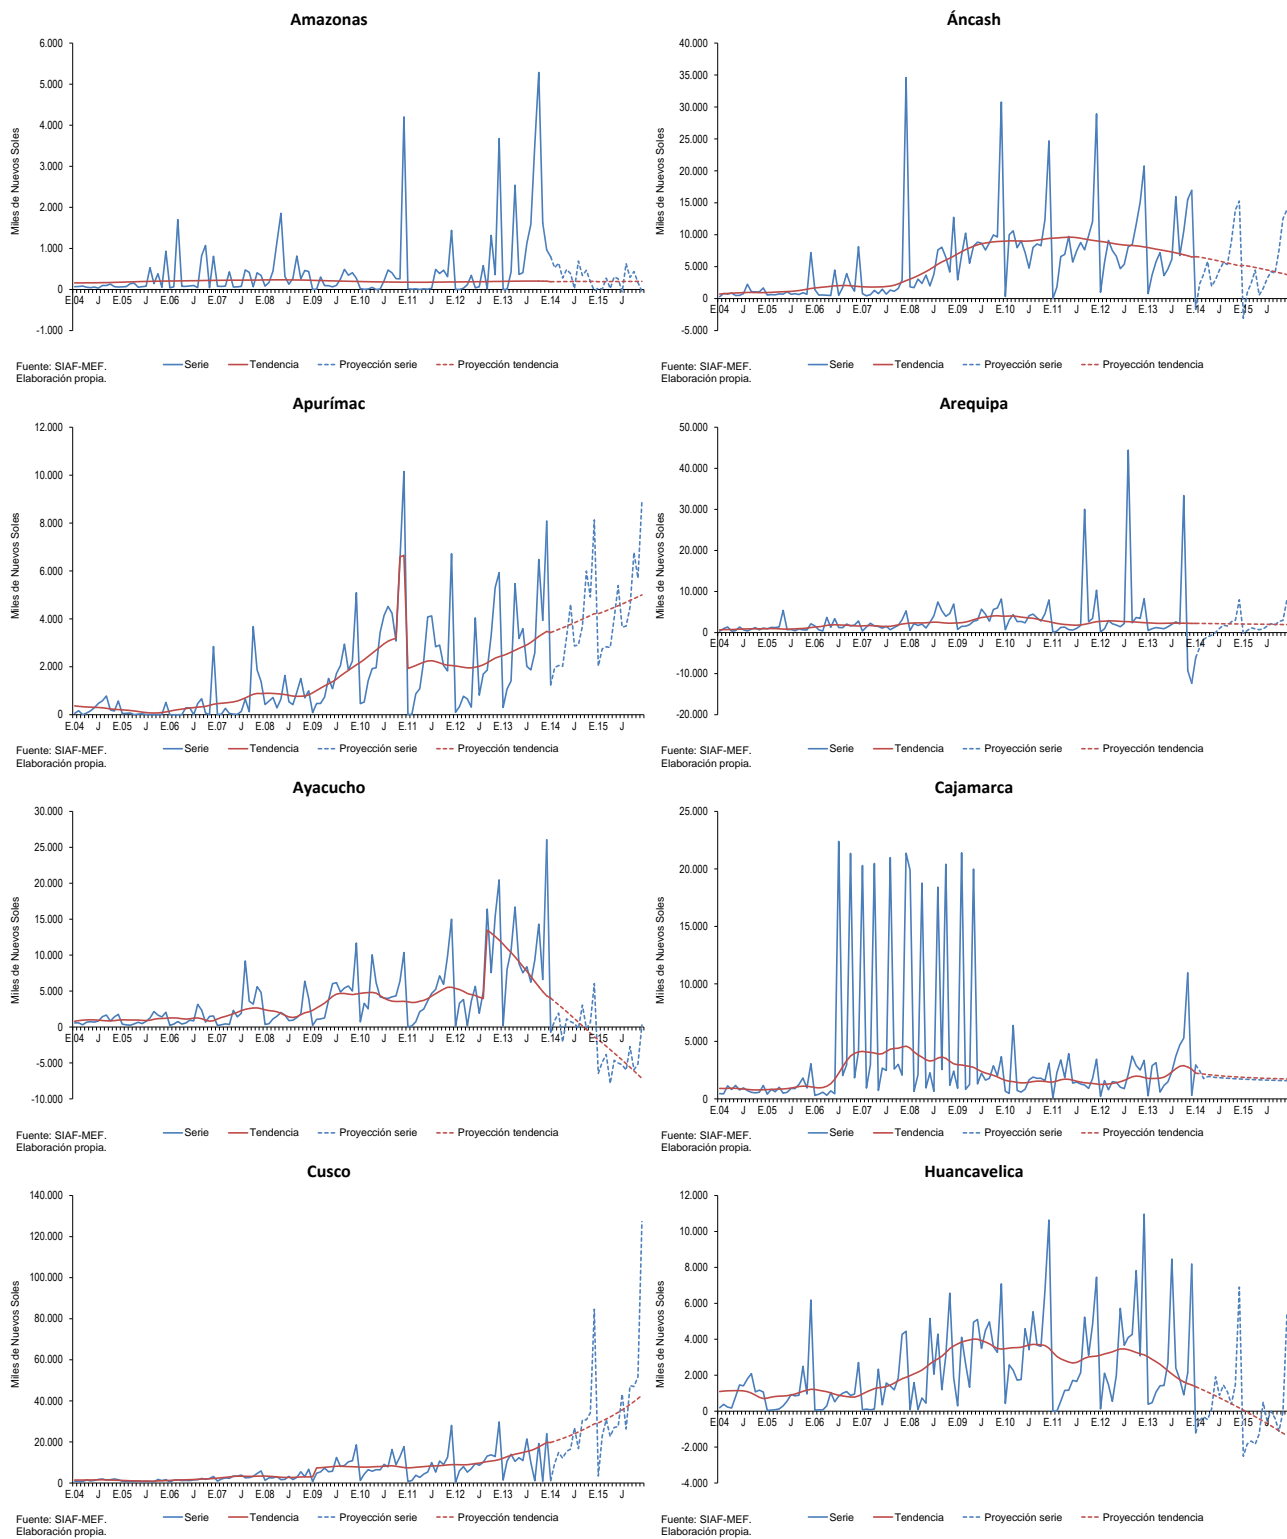 Amazonas
6.000
5.000
4.000
3.000
2.000
1.000
0
-1.000
Miles de Nuevos Soles
E.04 J E.05 J E.06 J E.07 J E.08 J E.09 J E.10 J E.11 J E.12 J E.13 J E.14 J E.15 J
Fuente: SIAF-MEF.
Elaboración propia.
Serie Tendencia Proyección serie Proyección tendencia
Áncash
40.000
35.000
30.000
25.000
20.000
15.000
10.000
5.000
0
-5.000
Miles de Nuevos Soles
E.04 J E.05 J E.06 J E.07 J E.08 J E.09 J E.10 J E.11 J E.12 J E.13 J E.14 J E.15 J
Fuente: SIAF-MEF.
Elaboración propia.
Serie Tendencia Proyección serie Proyección tendencia
Apurímac
12.000
10.000
8.000
6.000
4.000
2.000
0
Miles de Nuevos Soles
E.04 J E.05 J E.06 J E.07 J E.08 J E.09 J E.10 J E.11 J E.12 J E.13 J E.14 J E.15 J
Fuente: SIAF-MEF.
Elaboración propia.
Serie Tendencia Proyección serie Proyección tendencia
Arequipa
50.000
40.000
30.000
20.000
10.000
0
-10.000
-20.000
Miles de Nuevos Soles
E.04 J E.05 J E.06 J E.07 J E.08 J E.09 J E.10 J E.11 J E.12 J E.13 J E.14 J E.15 J
Fuente: SIAF-MEF.
Elaboración propia.
Serie Tendencia Proyección serie Proyección tendencia
Ayacucho
30.000
25.000
20.000
15.000
10.000
5.000
0
-5.000
-10.000
Miles de Nuevos Soles
E.04 J E.05 J E.06 J E.07 J E.08 J E.09 J E.10 J E.11 J E.12 J E.13 J E.14 J E.15 J
Fuente: SIAF-MEF.
Elaboración propia.
Serie Tendencia Proyección serie Proyección tendencia
Cajamarca
25.000
20.000
15.000
10.000
5.000
0
Miles de Nuevos Soles
E.04 J E.05 J E.06 J E.07 J E.08 J E.09 J E.10 J E.11 J E.12 J E.13 J E.14 J E.15 J
Fuente: SIAF-MEF.
Elaboración propia.
Serie Tendencia Proyección serie Proyección tendencia
Cusco
140.000
120.000
100.000
80.000
60.000
40.000
20.000
0
Miles de Nuevos Soles
E.04 J E.05 J E.06 J E.07 J E.08 J E.09 J E.10 J E.11 J E.12 J E.13 J E.14 J E.15 J
Fuente: SIAF-MEF.
Elaboración propia.
Serie Tendencia Proyección serie Proyección tendencia
Huancavelica
12.000
10.000
8.000
6.000
4.000
2.000
0
-2.000
-4.000
Miles de Nuevos Soles
E.04 J E.05 J E.06 J E.07 J E.08 J E.09 J E.10 J E.11 J E.12 J E.13 J E.14 J E.15 J
Fuente: SIAF-MEF.
Elaboración propia.
Serie Tendencia Proyección serie Proyección tendencia